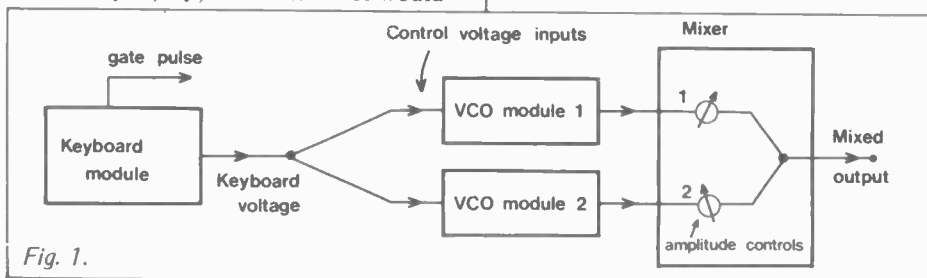 Control voltage inputs
Mixer
gate pulse
Keyboard
module
Keyboard
voltage
VCO module 1
VCO module 2
1
2
amplitude controls
Mixed
output
Fig. 1.